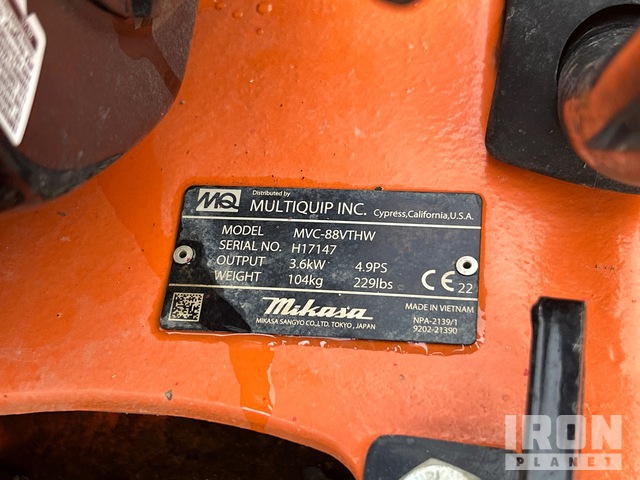 MQ Distributed by
MULTIQUIP INC. Cypress,California,U.S.A.
MODEL MVC-88VTHW
SERIAL NO. H17147
OUTPUT 3.6kW 4.9PS
WEIGHT 104kg 229lbs
CE 22
Mikasa
MADE IN VIETNAM
MIKASA SANGYO CO.,LTD. TOKYO, JAPAN
NPA-2139/1
9202-21390
IRON
PLANET